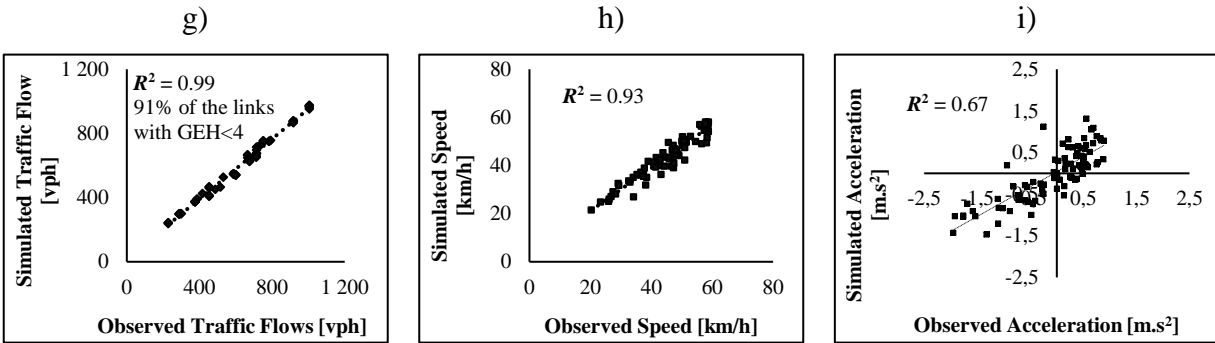 g)
h)
i)
Simulated Traffic Flow
[vph]
1 200
800
400
0
R² = 0.99
91% of the links
with GEH<4
0 400 800 1 200
Observed Traffic Flows [vph]
Simulated Speed
[km/h]
80
60
40
20
0
R² = 0.93
0 20 40 60 80
Observed Speed [km/h]
Simulated Acceleration
[m.s²]
2,5
1,5
0,5
-0,5
-1,5
-2,5
R² = 0.67
-2,5 -1,5 -0,5 0,5 1,5 2,5
Observed Acceleration [m.s²]